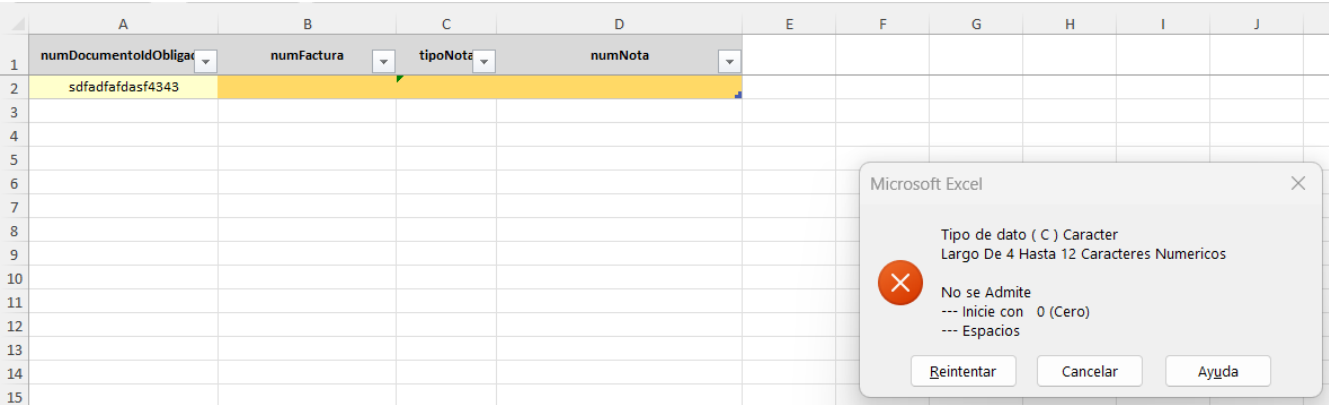 A B C D E F G H I J
1 numDocumentoIdObligad numFactura tipoNota numNota
2 sdfadfafdasf4343
3
4
5
6
7
8
9
10
11
12
13
14
15
Microsoft Excel
Tipo de dato ( C ) Caracter
Largo De 4 Hasta 12 Caracteres Numericos
No se Admite
--- Inicie con 0 (Cero)
--- Espacios
Reintentar Cancelar Ayuda